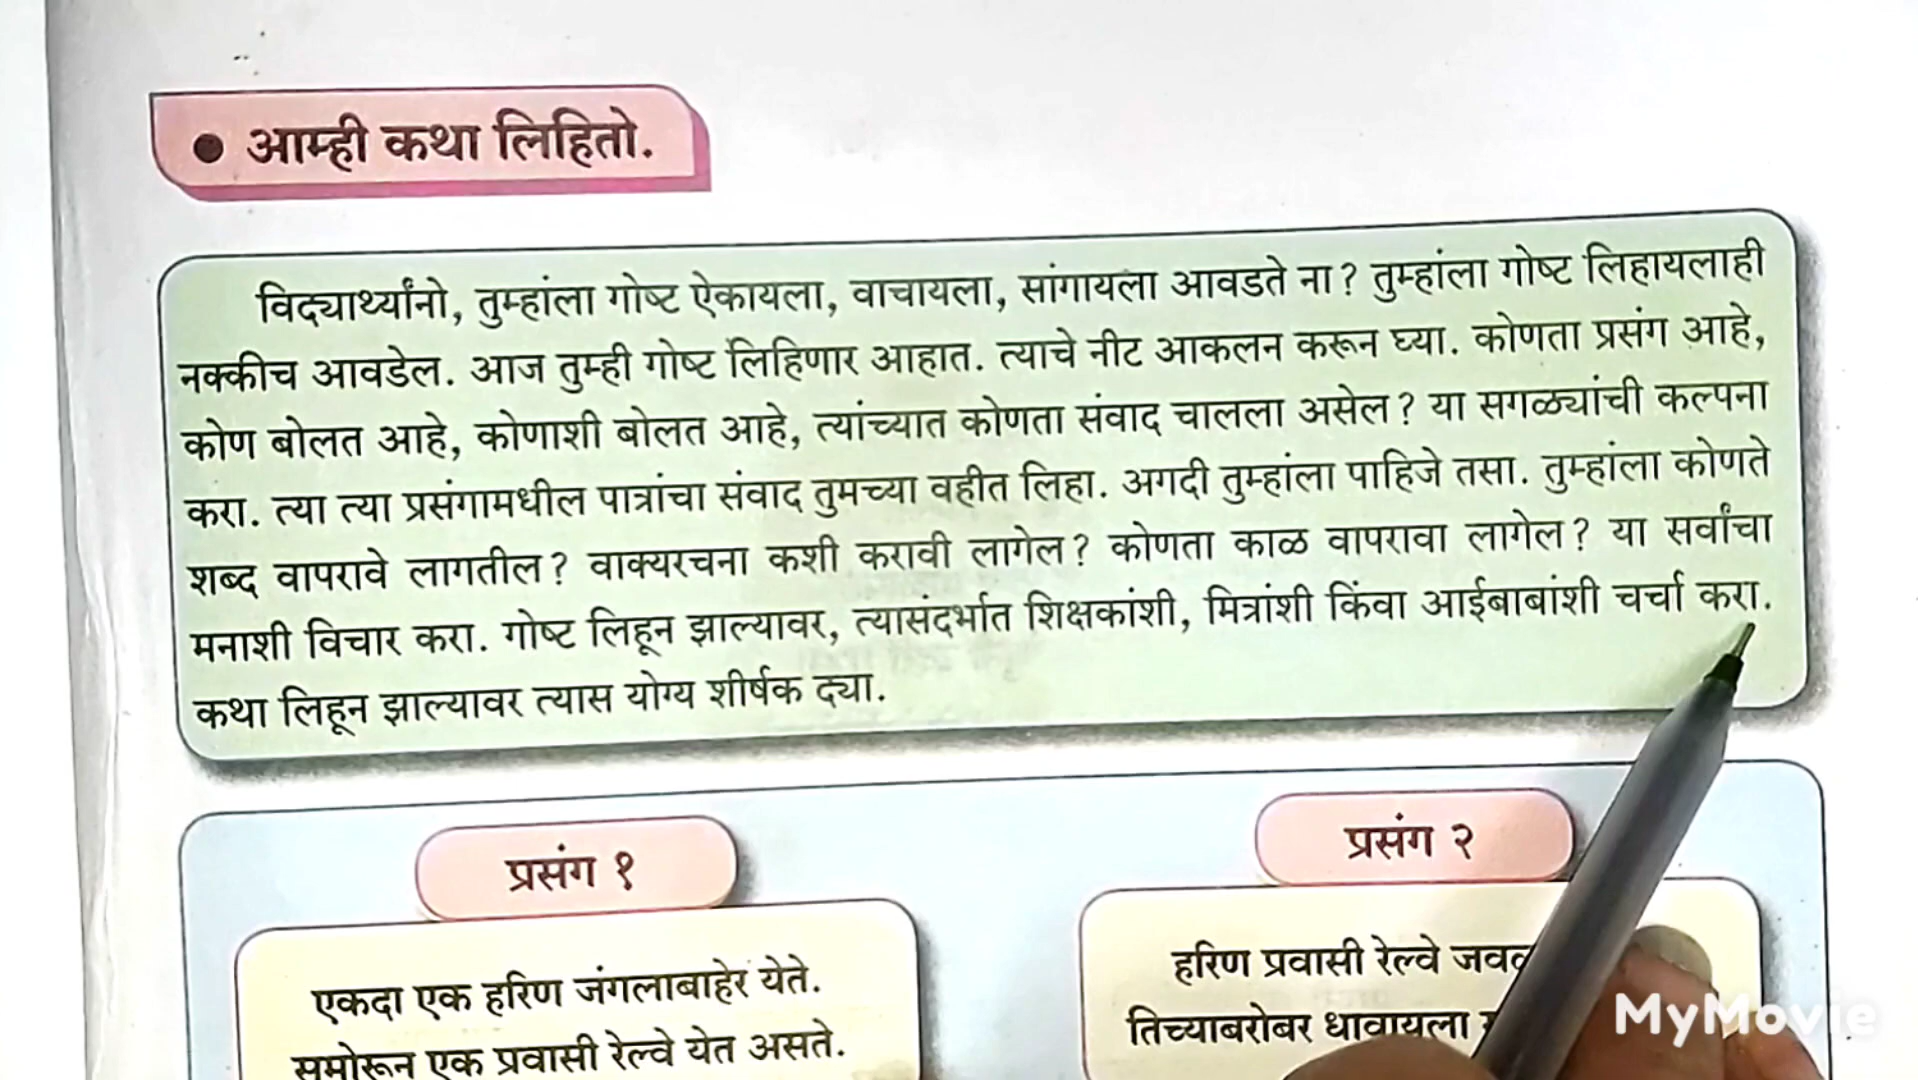 ● आम्ही कथा लिहितो.
विद्यार्थ्यांनो, तुम्हांला गोष्ट ऐकायला, वाचायला, सांगायला आवडते ना? तुम्हांला गोष्ट लिहायलाही
नक्कीच आवडेल. आज तुम्ही गोष्ट लिहिणार आहात. त्याचे नीट आकलन करून घ्या. कोणता प्रसंग आहे,
कोण बोलत आहे, कोणाशी बोलत आहे, त्यांच्यात कोणता संवाद चालला असेल? या सगळ्यांची कल्पना
करा. त्या त्या प्रसंगामधील पात्रांचा संवाद तुमच्या वहीत लिहा. अगदी तुम्हांला पाहिजे तसा. तुम्हांला कोणते
शब्द वापरावे लागतील? वाक्यरचना कशी करावी लागेल? कोणता काळ वापरावा लागेल? या सर्वांचा
मनाशी विचार करा. गोष्ट लिहून झाल्यावर, त्यासंदर्भात शिक्षकांशी, मित्रांशी किंवा आईबाबांशी चर्चा करा.
कथा लिहून झाल्यावर त्यास योग्य शीर्षक द्या.
प्रसंग १
एकदा एक हरिण जंगलाबाहेर येते.
समोरून एक प्रवासी रेल्वे येत असते.
प्रसंग २
हरिण प्रवासी रेल्वे
तिच्याबरोबर धावायला
MyMovie